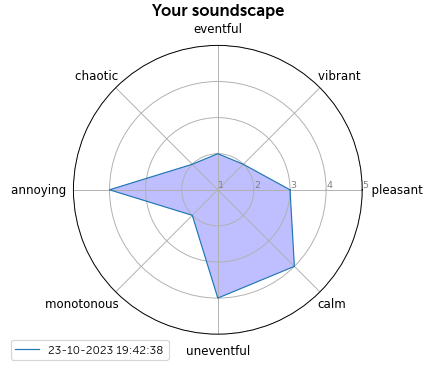 Your soundscape
eventful
chaotic
vibrant
annoying
1 2 3 4 5
pleasant
monotonous
calm
uneventful
23-10-2023 19:42:38